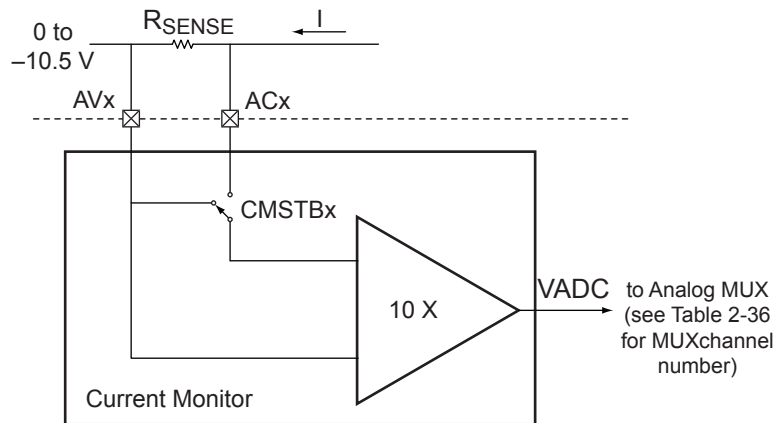 0 to
–10.5 V
RSENSE
I
AVx
ACx
CMSTBx
10 X
VADC
to Analog MUX
(see Table 2-36
for MUXchannel
number)
Current Monitor